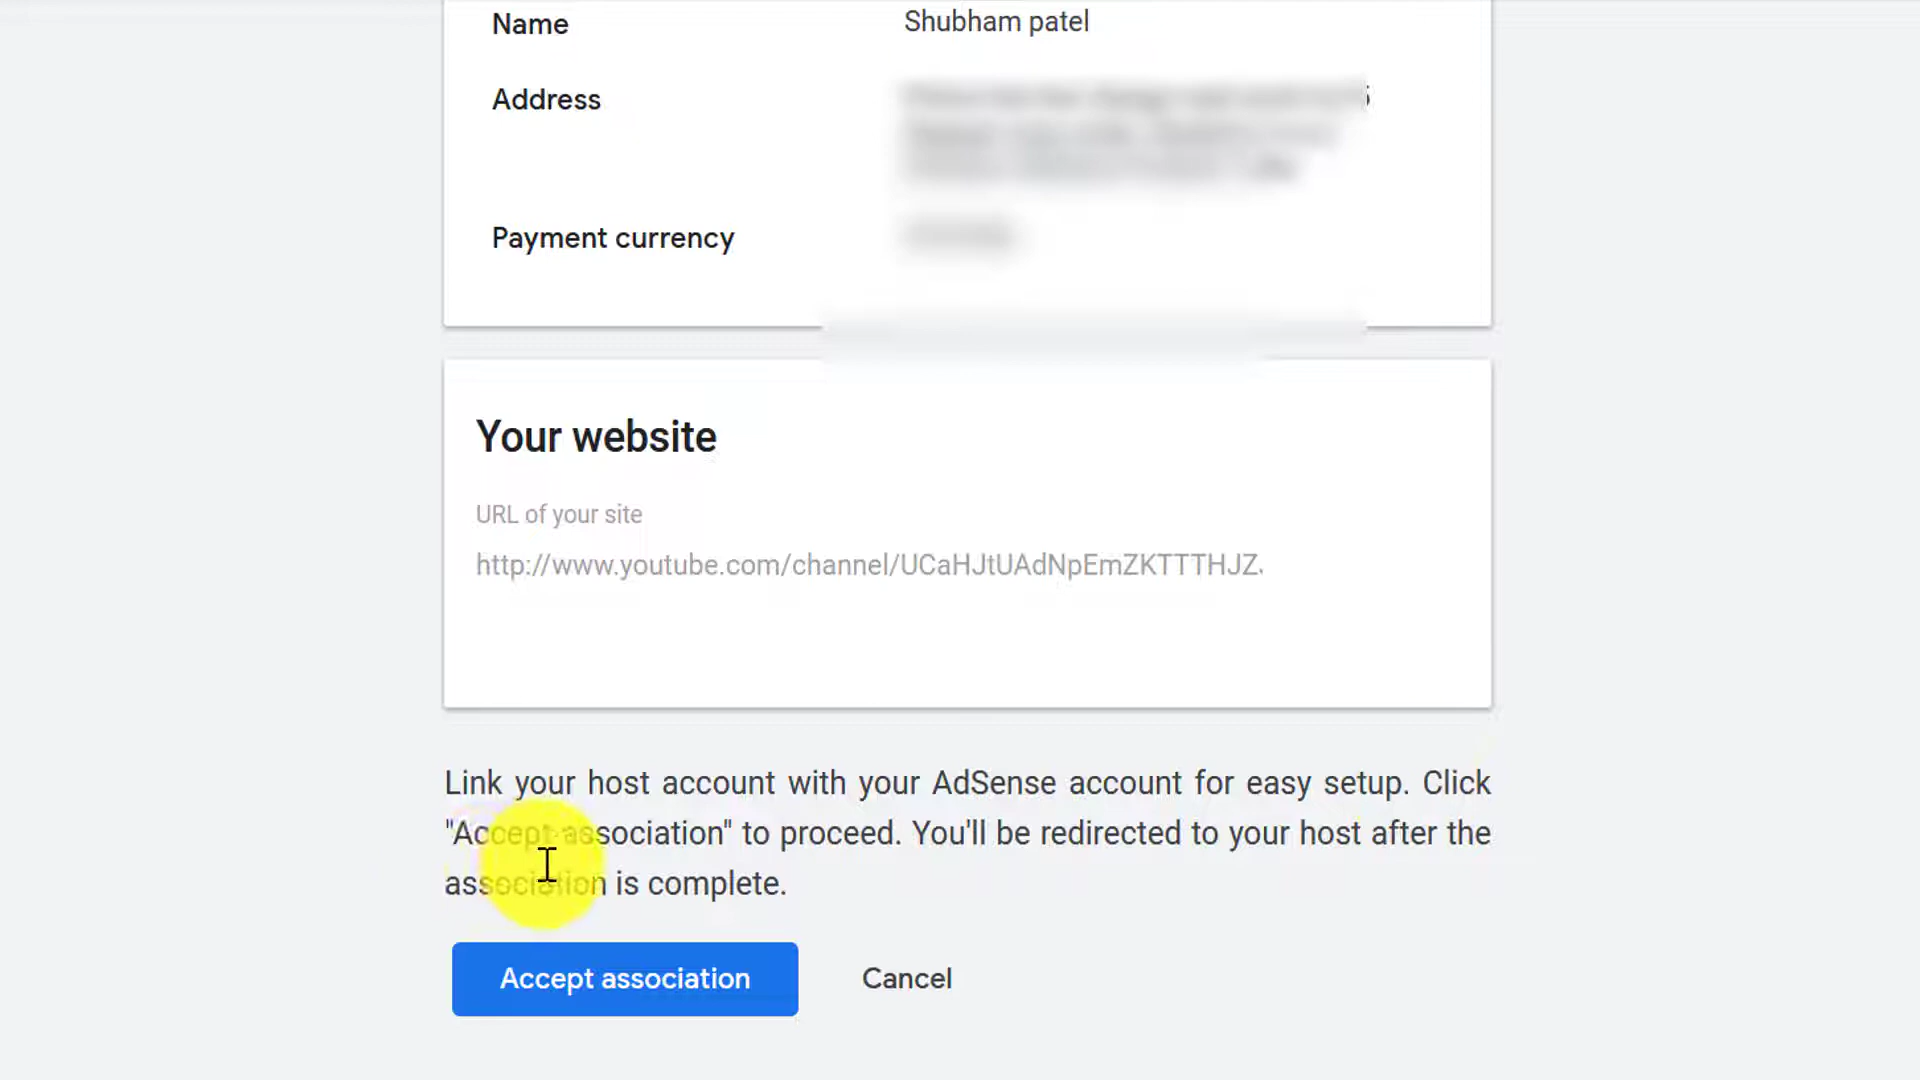 Name
Shubham patel
Address
Payment currency
Your website
URL of your site
http://www.youtube.com/channel/UCaHJtUAdNpEmZKTTTHJZ
Link your host account with your AdSense account for easy setup. Click
"Accept association" to proceed. You'll be redirected to your host after the
association is complete.
Accept association
Cancel